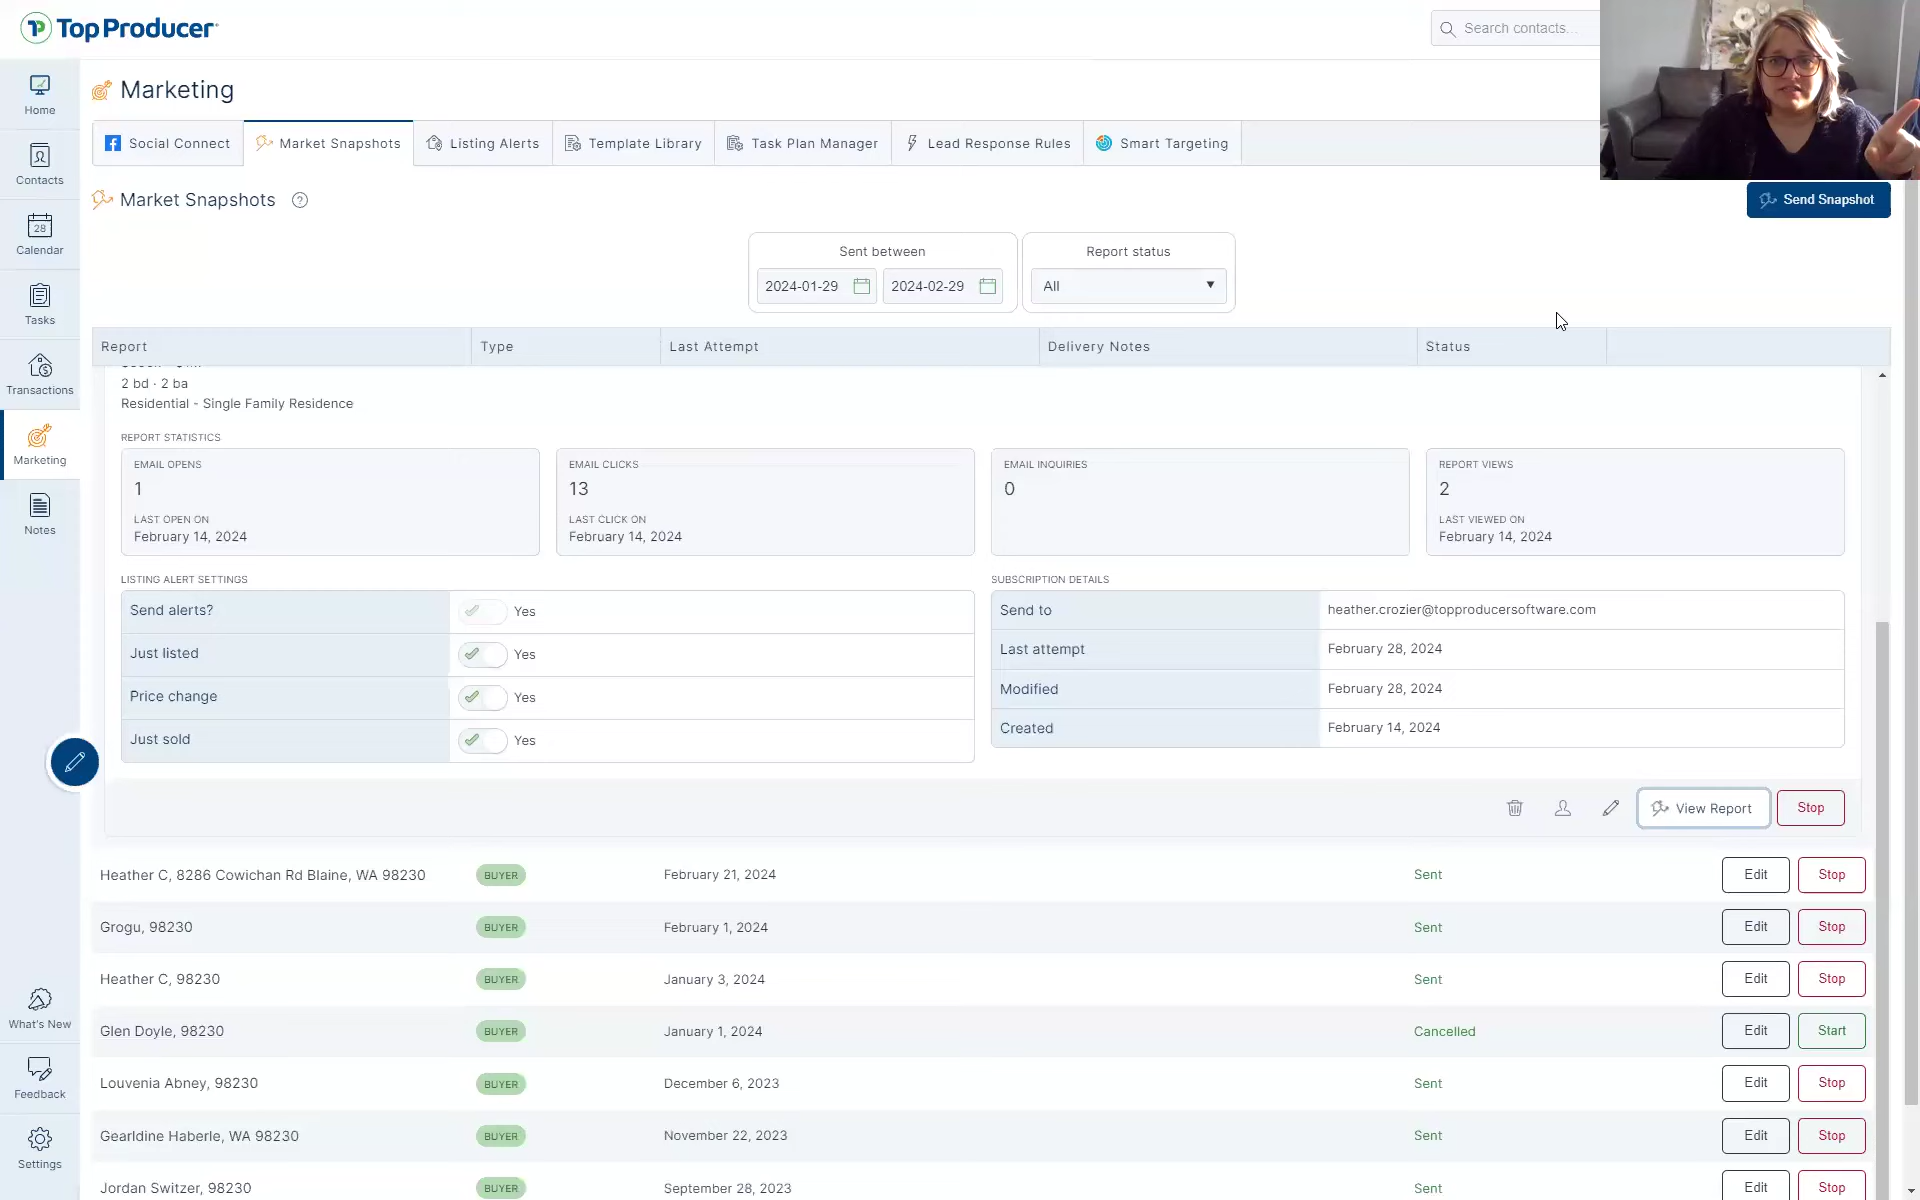 Top Producer
Search contacts...
Home
Contacts
28
Calendar
Tasks
Transactions
Marketing
Notes
What's New
Feedback
Settings
Marketing
Social Connect
Market Snapshots
Listing Alerts
Template Library
Task Plan Manager
Lead Response Rules
Smart Targeting
Market Snapshots ?
Send Snapshot
Sent between
2024-01-29
2024-02-29
Report status
All
Report
Type
Last Attempt
Delivery Notes
Status
2 bd · 2 ba
Residential - Single Family Residence
REPORT STATISTICS
EMAIL OPENS
1
LAST OPEN ON
February 14, 2024
EMAIL CLICKS
13
LAST CLICK ON
February 14, 2024
EMAIL INQUIRIES
0
REPORT VIEWS
2
LAST VIEWED ON
February 14, 2024
LISTING ALERT SETTINGS
Send alerts? Yes
Just listed Yes
Price change Yes
Just sold Yes
SUBSCRIPTION DETAILS
Send to heather.crozier@topproducersoftware.com
Last attempt February 28, 2024
Modified February 28, 2024
Created February 14, 2024
View Report
Stop
Heather C, 8286 Cowichan Rd Blaine, WA 98230 BUYER February 21, 2024 Sent Edit Stop
Grogu, 98230 BUYER February 1, 2024 Sent Edit Stop
Heather C, 98230 BUYER January 3, 2024 Sent Edit Stop
Glen Doyle, 98230 BUYER January 1, 2024 Cancelled Edit Start
Louvenia Abney, 98230 BUYER December 6, 2023 Sent Edit Stop
Gearldine Haberle, WA 98230 BUYER November 22, 2023 Sent Edit Stop
Jordan Switzer, 98230 BUYER September 28, 2023 Sent Edit Stop